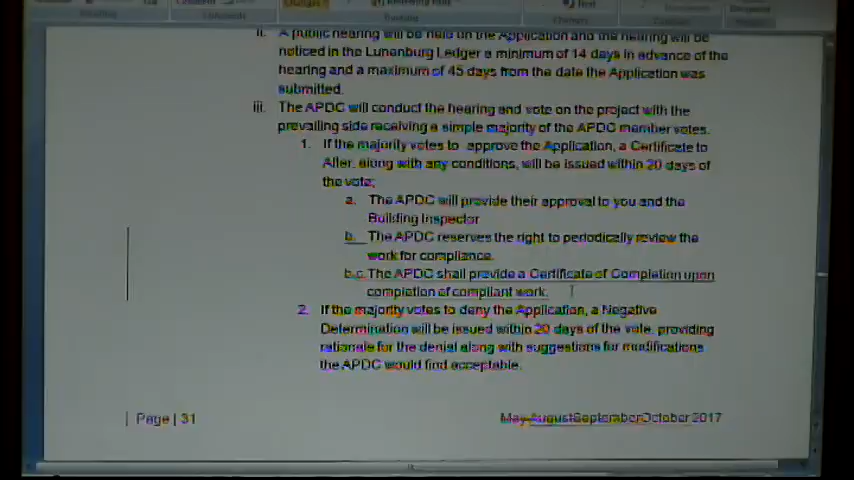 ii. A public hearing will be held on the Application and the hearing will be
noticed in the Lunenburg Ledger a minimum of 14 days in advance of the
hearing and a maximum of 45 days from the date the Application was
submitted.
iii. The APDC will conduct the hearing and vote on the project with the
prevailing side receiving a simple majority of the APDC member votes.
1. If the majority votes to approve the Application, a Certificate to
Alter, along with any conditions, will be issued within 20 days of
the vote;
a. The APDC will provide their approval to you and the
Building Inspector
b. The APDC reserves the right to periodically review the
work for compliance.
b.c. The APDC shall provide a Certificate of Completion upon
completion of compliant work.
2. If the majority votes to deny the Application, a Negative
Determination will be issued within 20 days of the vote, providing
rationale for the denial along with suggestions for modifications
the APDC would find acceptable.
Page | 31
May AugustSeptemberOctober 2017